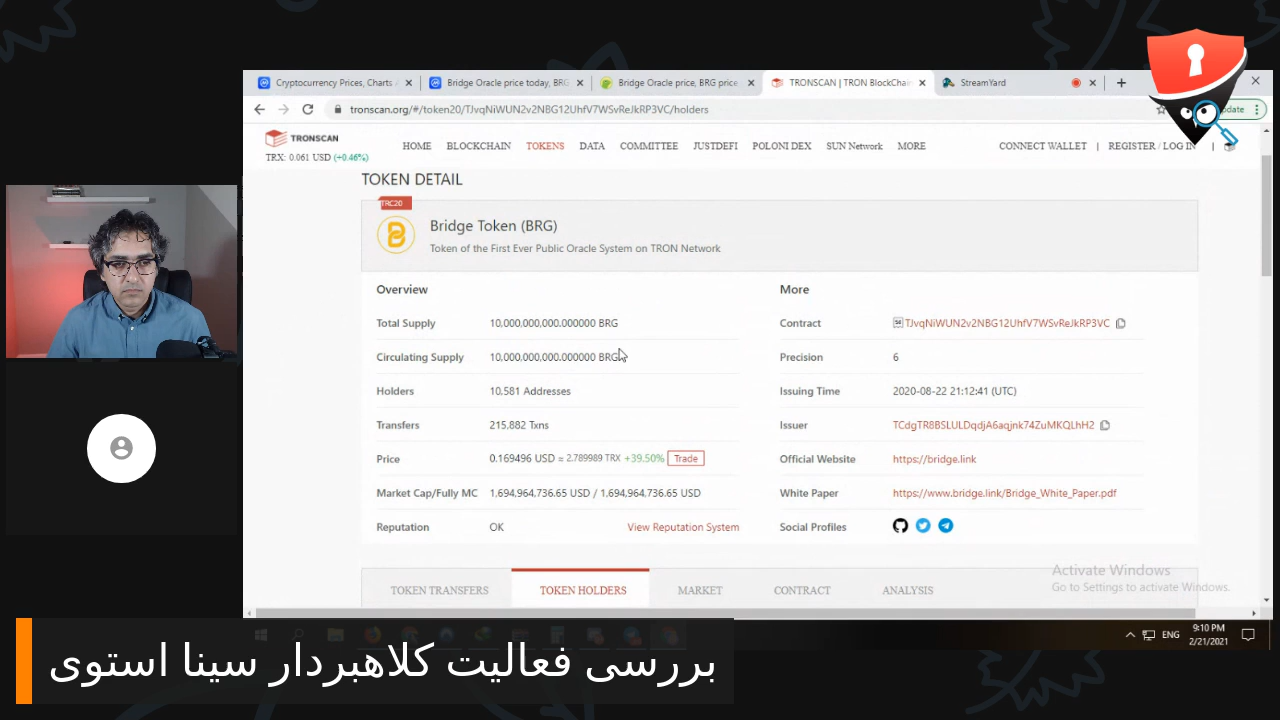 Cryptocurrency Prices, Charts
Bridge Oracle price today, BRG
Bridge Oracle price, BRG price
TRONSCAN | TRON BlockChain
StreamYard
tronscan.org/#/token20/TJvqNiWUN2v2NBG12UhfV7WSvReJkRP3VC/holders
TRONSCAN
TRX: 0.061 USD (+0.46%)
HOME BLOCKCHAIN TOKENS DATA COMMITTEE JUSTDEFI POLONI DEX SUN Network MORE
CONNECT WALLET | REGISTER / LOG IN |
TOKEN DETAIL
TRC20
Bridge Token (BRG)
Token of the First Ever Public Oracle System on TRON Network
Overview
Total Supply 10,000,000,000.000000 BRG
Circulating Supply 10,000,000,000.000000 BRG
Holders 10,581 Addresses
Transfers 215,882 Txns
Price 0.169496 USD ≈ 2.789989 TRX +39.50% Trade
Market Cap/Fully MC 1,694,964,736.65 USD / 1,694,964,736.65 USD
Reputation OK View Reputation System
More
Contract TJvqNiWUN2v2NBG12UhfV7WSvReJkRP3VC
Precision 6
Issuing Time 2020-08-22 21:12:41 (UTC)
Issuer TCdgTR8BSLULDqdjA6aqjnk74ZuMKQLhH2
Official Website https://bridge.link
White Paper https://www.bridge.link/Bridge_White_Paper.pdf
Social Profiles
TOKEN TRANSFERS TOKEN HOLDERS MARKET CONTRACT ANALYSIS
Activate Windows
Go to Settings to activate Windows.
ENG
9:10 PM
2/21/2021
بررسی فعالیت کلاهبردار سینا استوی